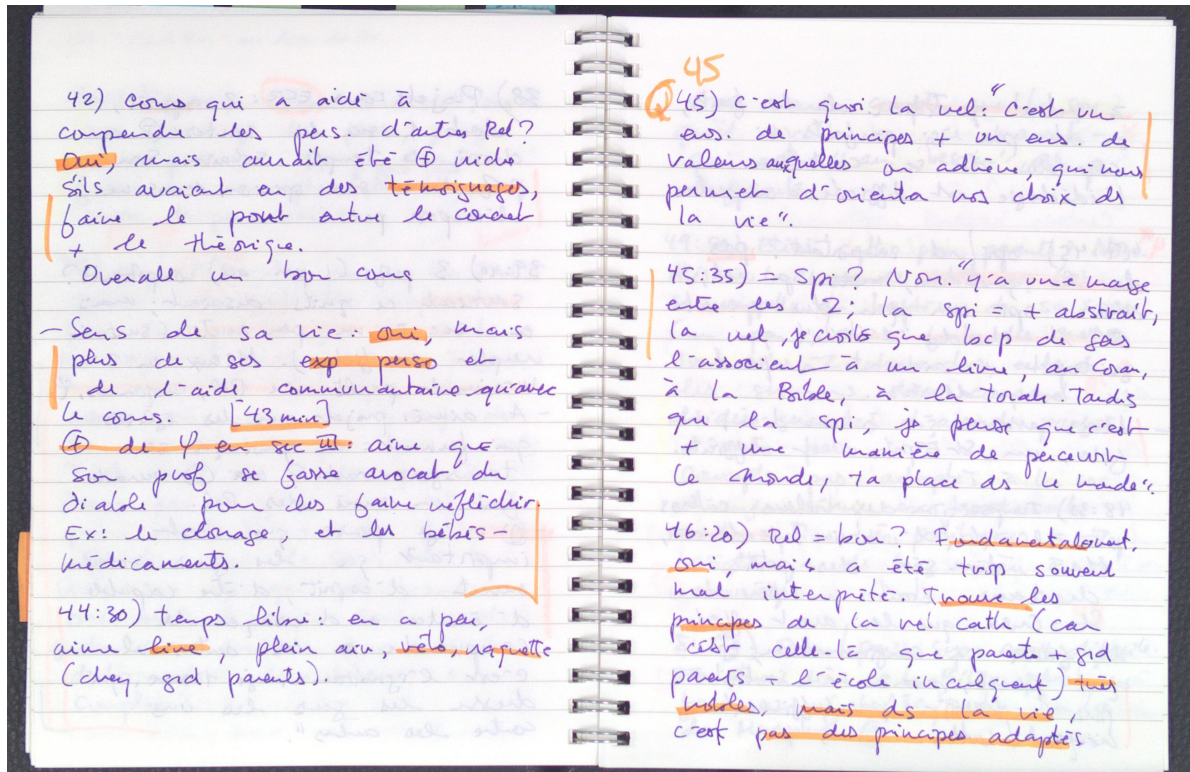 42) Cours qui a aidé à
comprendre les pers d'autres Rel?
Oui, mais aurait été ⊕ riche
s'ils avaient eu des témoignages,
faire le pont entre le concret
+ le théorique.
Overall un bon cours
- Sens de sa vie: oui, mais
plus de ses exp perso et
de l'aide communautaire qu'avec
le cours. [43 min]
⊕ de φ en sec III: aime que
son prof se fasse avocat du
diable pour les faire réfléchir.
Ex: le clonage, et les bébés-
médicaments.
44:30) temps libre: en a peu,
aime lire, plein air, vélo, raquette
(chez grd parents).
45
Q 45) C'est quoi la rel: "C'est un
ens. de principes + un ens. de
valeurs auxquelles on adhère, qui nous
permet d'orienter nos choix ds
la vie".
45:35) = Spi? Non. "Y'a une marge
entre les 2; la spi = + abstrait,
la rel, je crois que bcp de gens
l'associent à un livre, au Coran,
à la Bible, à la torah. Tandis
que la spi, je pense que c'est
+ une manière de percevoir
le monde, ta place ds le monde".
46:20) Rel = bon? Fondamentalement,
oui, mais a été trop souvent
mal interprété. Trouve les
principes de la rel cath (car
c'est celle-là que parents + grd
parents + l'école inculquent) très
nobles, mais ds la vie,
c'est pas des principes adaptés